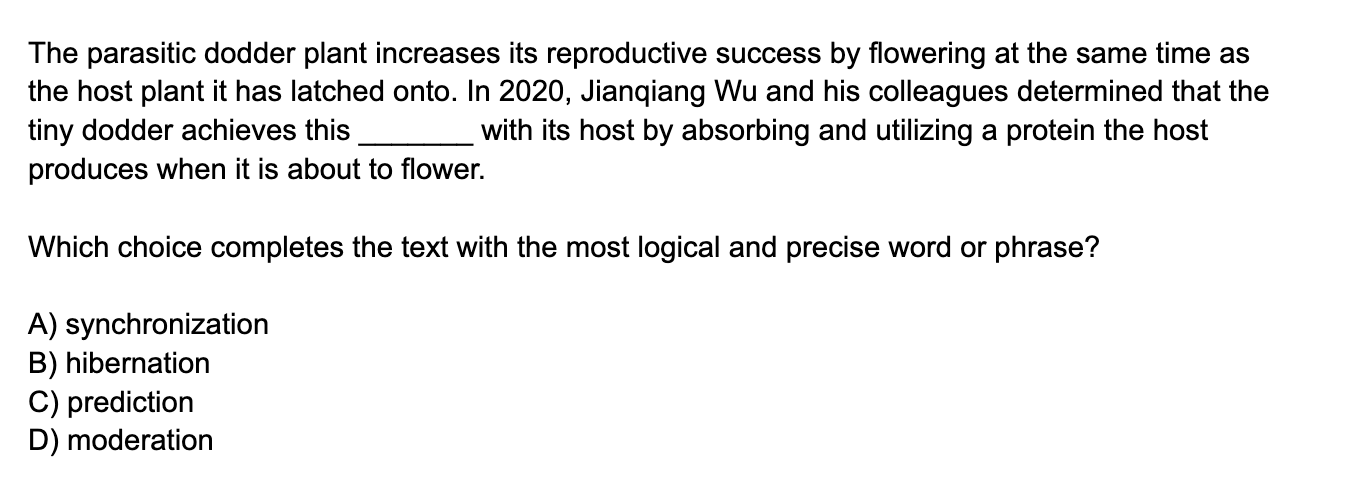 The parasitic dodder plant increases its reproductive success by flowering at the same time as
the host plant it has latched onto. In 2020, Jianqiang Wu and his colleagues determined that the
tiny dodder achieves this _______ with its host by absorbing and utilizing a protein the host
produces when it is about to flower.
Which choice completes the text with the most logical and precise word or phrase?
A) synchronization
B) hibernation
C) prediction
D) moderation